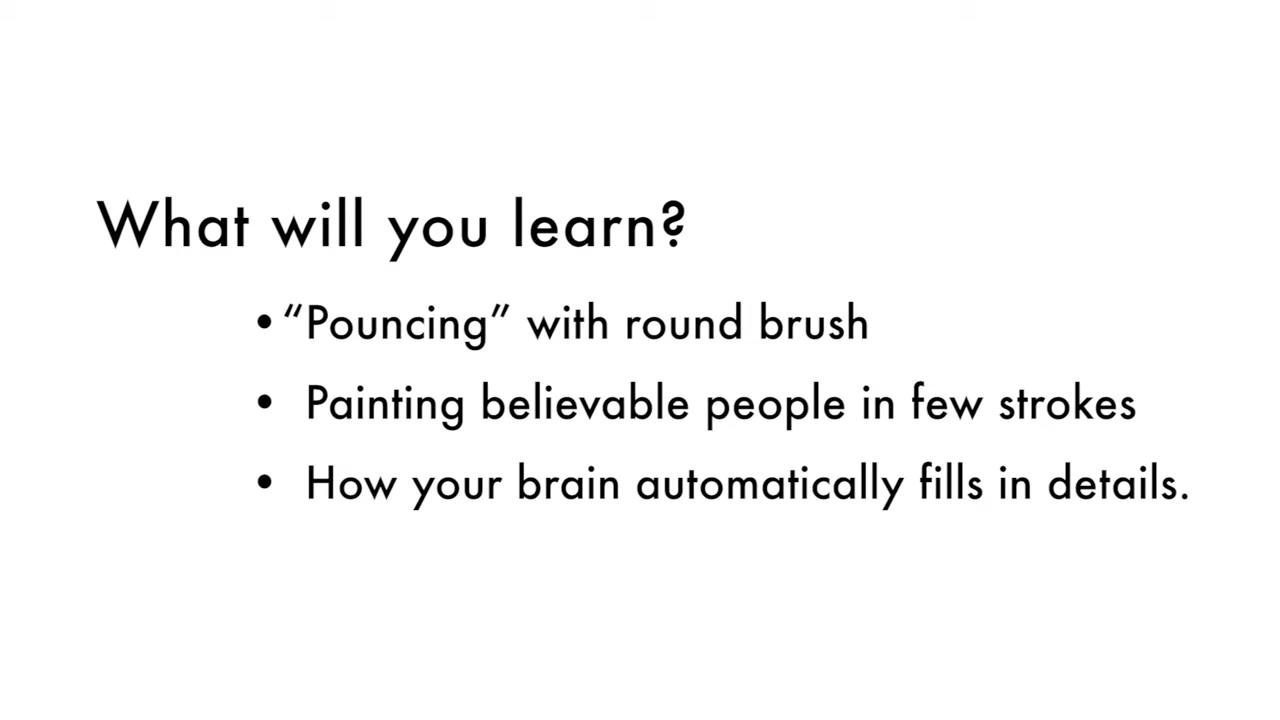 What will you learn?
•“Pouncing” with round brush
• Painting believable people in few strokes
• How your brain automatically fills in details.